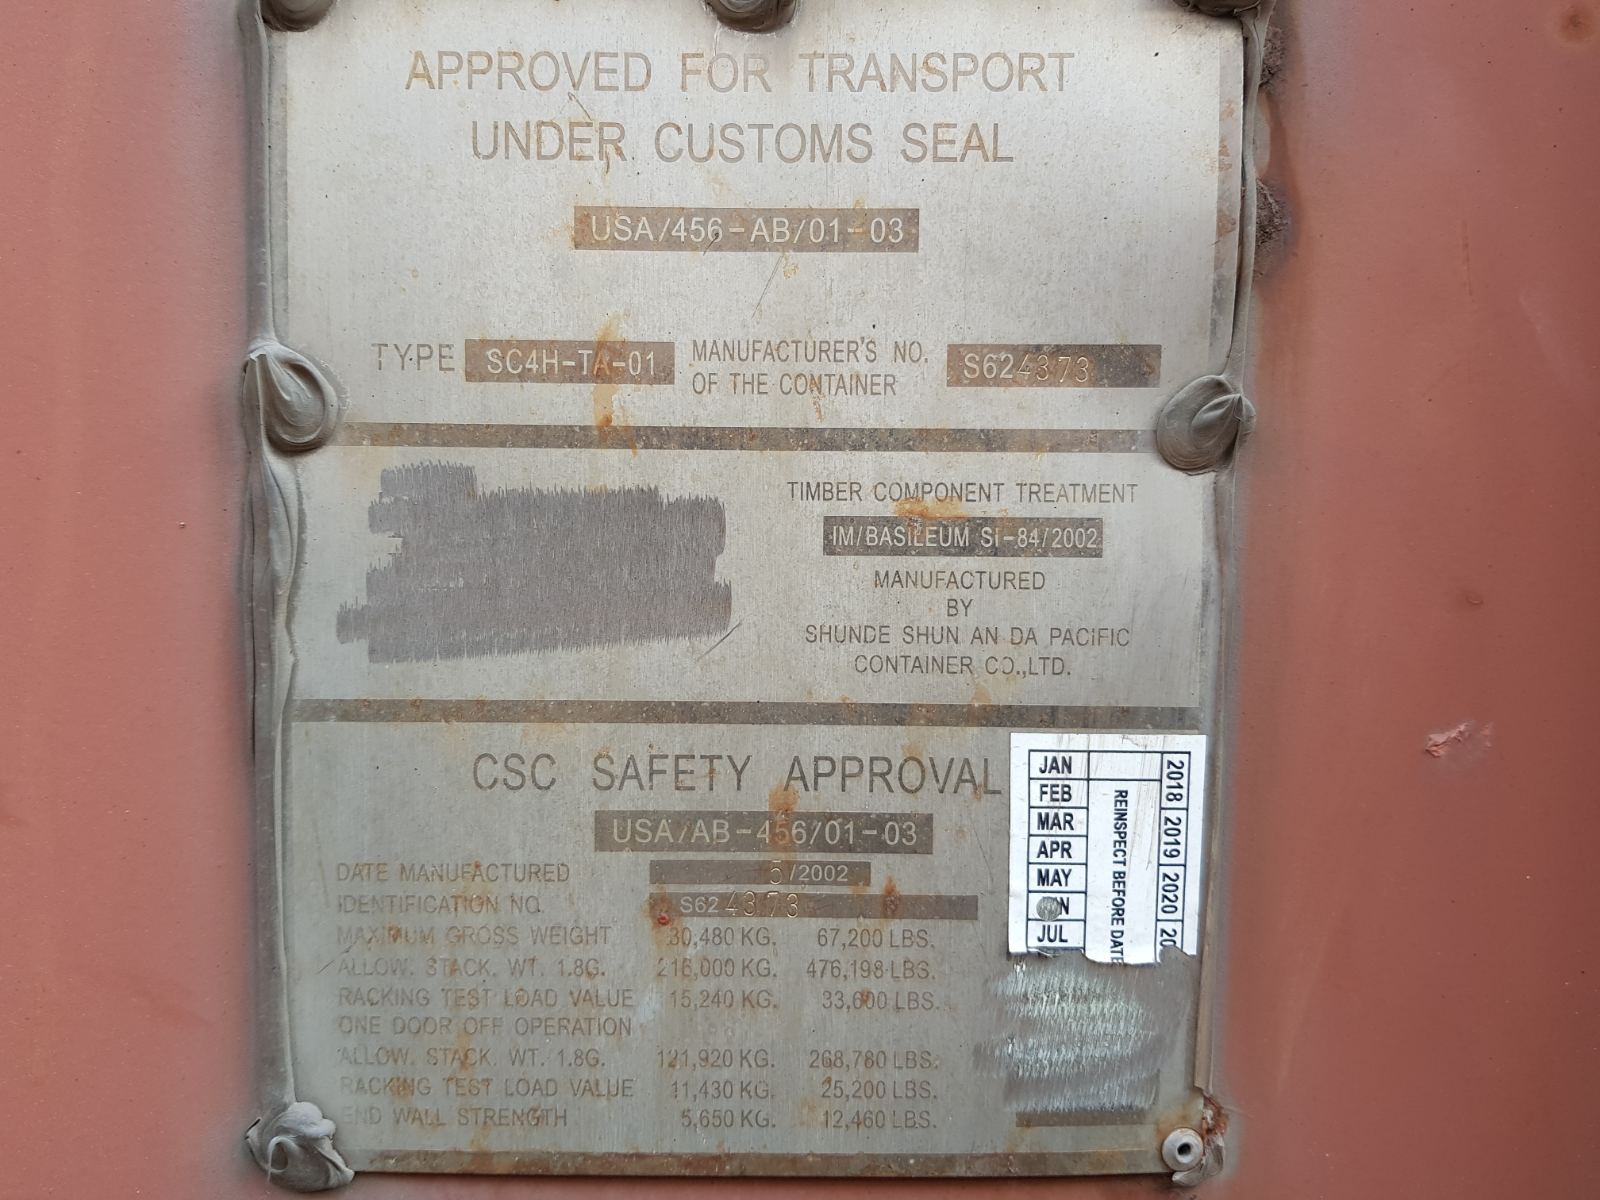 APPROVED FOR TRANSPORT
UNDER CUSTOMS SEAL
USA/456-AB/01-03
TYPE SC4H-TA-01 MANUFACTURER'S NO.
OF THE CONTAINER S624373
TIMBER COMPONENT TREATMENT
IM/BASILEUM SI-84/2002
MANUFACTURED
BY
SHUNDE SHUN AN DA PACIFIC
CONTAINER CO.,LTD.
CSC SAFETY APPROVAL
USA/AB-456/01-03
DATE MANUFACTURED 5/2002
IDENTIFICATION NO. S624373
MAXIMUM GROSS WEIGHT 30,480 KG. 67,200 LBS.
ALLOW. STACK. WT. 1.8G. 216,000 KG. 476,198 LBS.
RACKING TEST LOAD VALUE 15,240 KG. 33,600 LBS.
ONE DOOR OFF OPERATION
ALLOW. STACK. WT. 1.8G. 121,920 KG. 268,780 LBS.
RACKING TEST LOAD VALUE 11,430 KG. 25,200 LBS.
END WALL STRENGTH 5,650 KG. 12,460 LBS.
JAN
FEB
MAR
APR
MAY
JUL
REINSPECT BEFORE DATE
2018 2019 2020